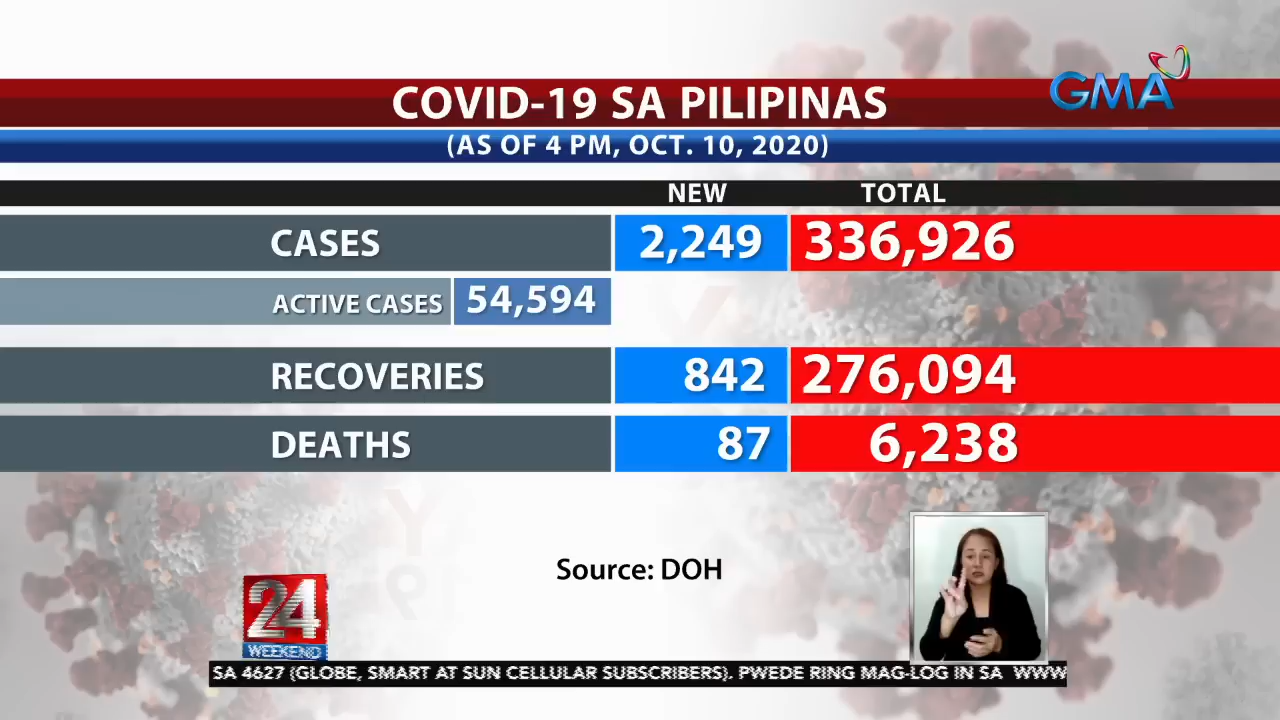 GMA
COVID-19 SA PILIPINAS
(AS OF 4 PM, OCT. 10, 2020)
NEW TOTAL
CASES 2,249 336,926
ACTIVE CASES 54,594
RECOVERIES 842 276,094
DEATHS 87 6,238
Source: DOH
24
WEEKEND
SA 4627 (GLOBE, SMART AT SUN CELLULAR SUBSCRIBERS). PWEDE RING MAG-LOG IN SA WWW